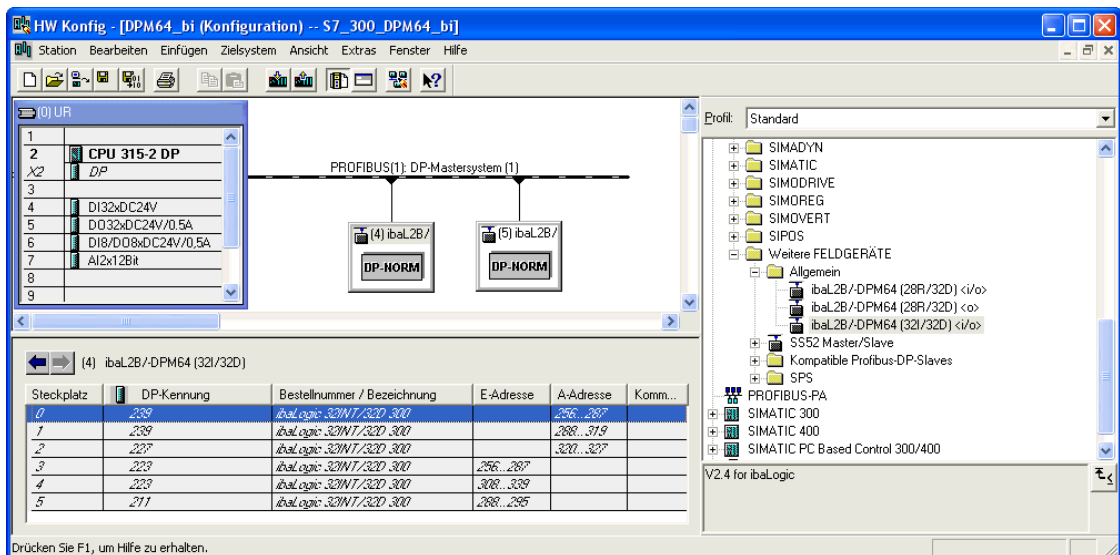 HW Konfig - [DPM64_bi (Konfiguration) -- S7_300_DPM64_bi]
Station Bearbeiten Einfügen Zielsystem Ansicht Extras Fenster Hilfe
(0) UR
1
2 CPU 315-2 DP
X2 DP
3
4 DI32xDC24V
5 DO32xDC24V/0.5A
6 DI8/DO8xDC24V/0,5A
7 AI2x12Bit
8
9
PROFIBUS(1): DP-Mastersystem (1)
(4) ibaL2B/
DP-NORM
(5) ibaL2B/
DP-NORM
Profil: Standard
SIMADYN
SIMATIC
SIMODRIVE
SIMOREG
SIMOVERT
SIPOS
Weitere FELDGERÄTE
Allgemein
ibaL2B/-DPM64 (28R/32D) <i/o>
ibaL2B/-DPM64 (28R/32D) <o>
ibaL2B/-DPM64 (32I/32D) <i/o>
SS52 Master/Slave
Kompatible Profibus-DP-Slaves
SPS
PROFIBUS-PA
SIMATIC 300
SIMATIC 400
SIMATIC PC Based Control 300/400
V2.4 for ibaLogic
(4) ibaL2B/-DPM64 (32I/32D)
Steckplatz DP-Kennung Bestellnummer / Bezeichnung E-Adresse A-Adresse Komm...
0 239 ibaLogic 32INT/32D 300 256...287
1 239 ibaLogic 32INT/32D 300 288...319
2 227 ibaLogic 32INT/32D 300 320...327
3 223 ibaLogic 32INT/32D 300 256...287
4 223 ibaLogic 32INT/32D 300 308...339
5 211 ibaLogic 32INT/32D 300 288...295
Drücken Sie F1, um Hilfe zu erhalten.